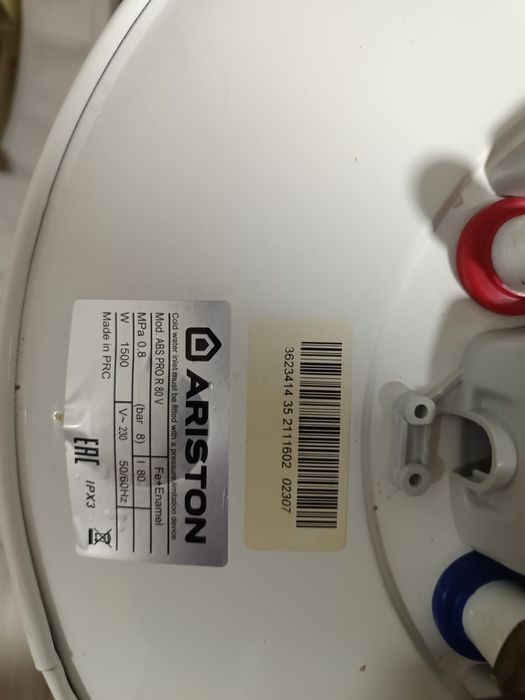 ARISTON
Cold water inlet must be fitted with a pressure limitation device
Mod. ABS PRO R 80 V Fe+Enamel
MPa 0.8 (bar 8) l 80
W 1500 V~ 230 50/60Hz
Made in PRC
EAC IPX3
3623414 35 2111602 02307